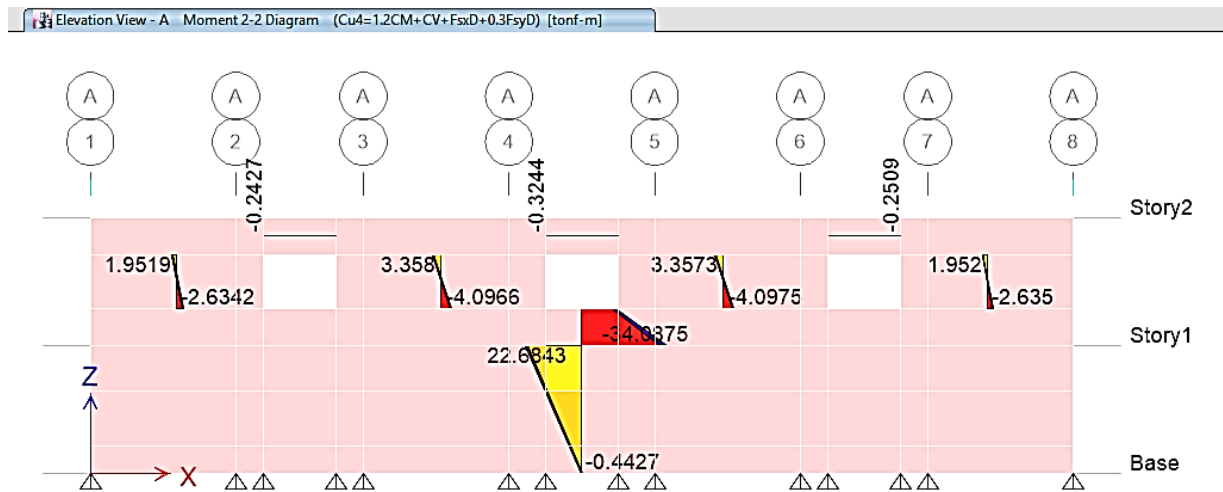 Elevation View - A Moment 2-2 Diagram (Cu4=1.2CM+CV+FsxD+0.3FsyD) [tonf-m]
A A A A A A A A
1 2 3 4 5 6 7 8
-0.2427 -0.3244 -0.2509
Story2
1.9519 3.358 3.3573 1.952
-2.6342 -4.0966 -4.0975 -2.635
-34.0375
Story1
22.6843
Z
-0.4427
Base
X